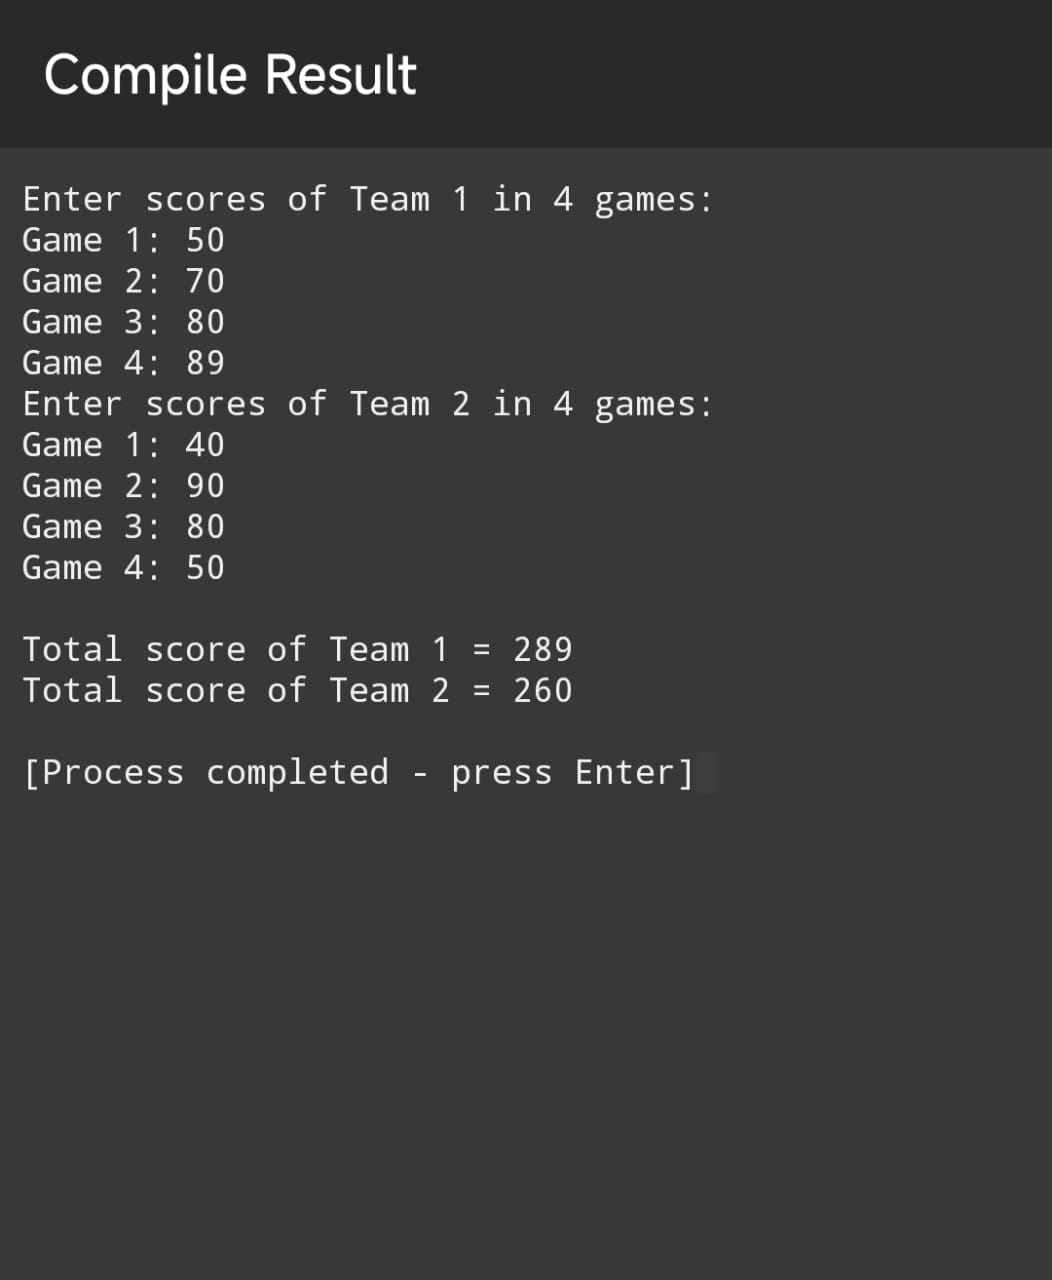 Compile Result
Enter scores of Team 1 in 4 games:
Game 1: 50
Game 2: 70
Game 3: 80
Game 4: 89
Enter scores of Team 2 in 4 games:
Game 1: 40
Game 2: 90
Game 3: 80
Game 4: 50
Total score of Team 1 = 289
Total score of Team 2 = 260
[Process completed - press Enter]